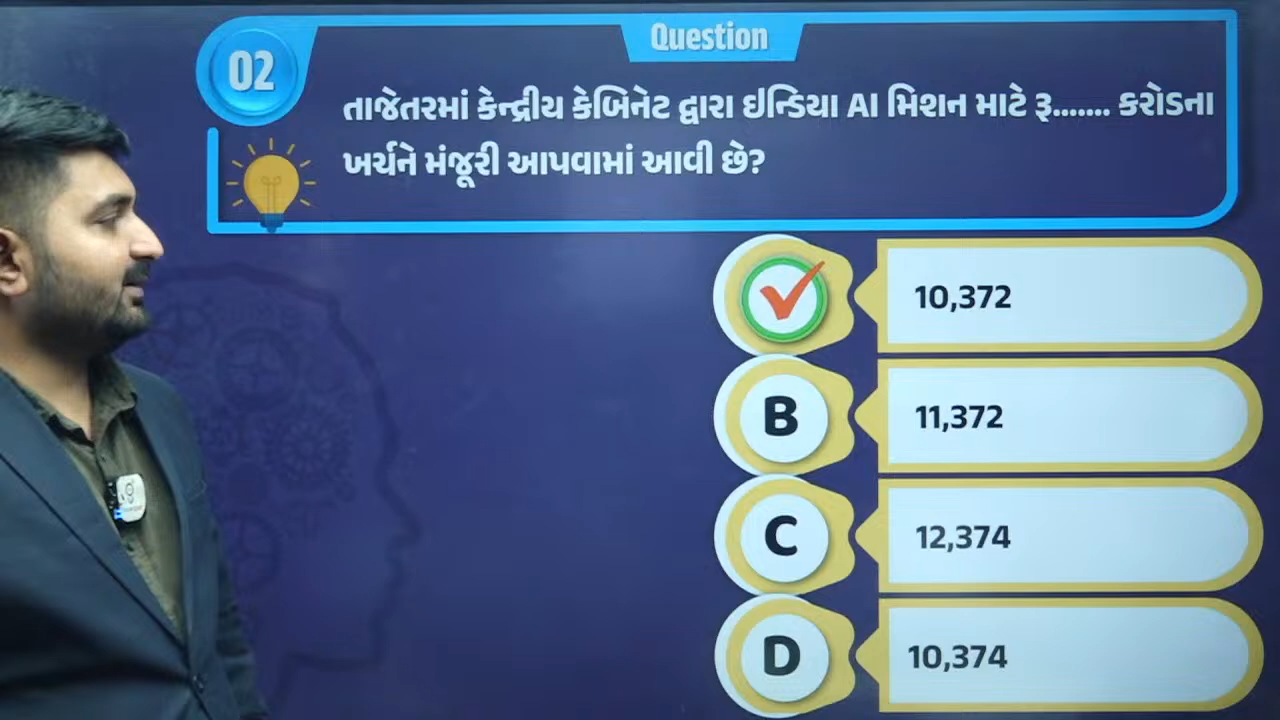 Question
02
તાજેતરમાં કેન્દ્રીય કેબિનેટ દ્વારા ઇન્ડિયા AI મિશન માટે રૂ....... કરોડના
ખર્ચને મંજૂરી આપવામાં આવી છે?
10,372
B
11,372
C
12,374
D
10,374